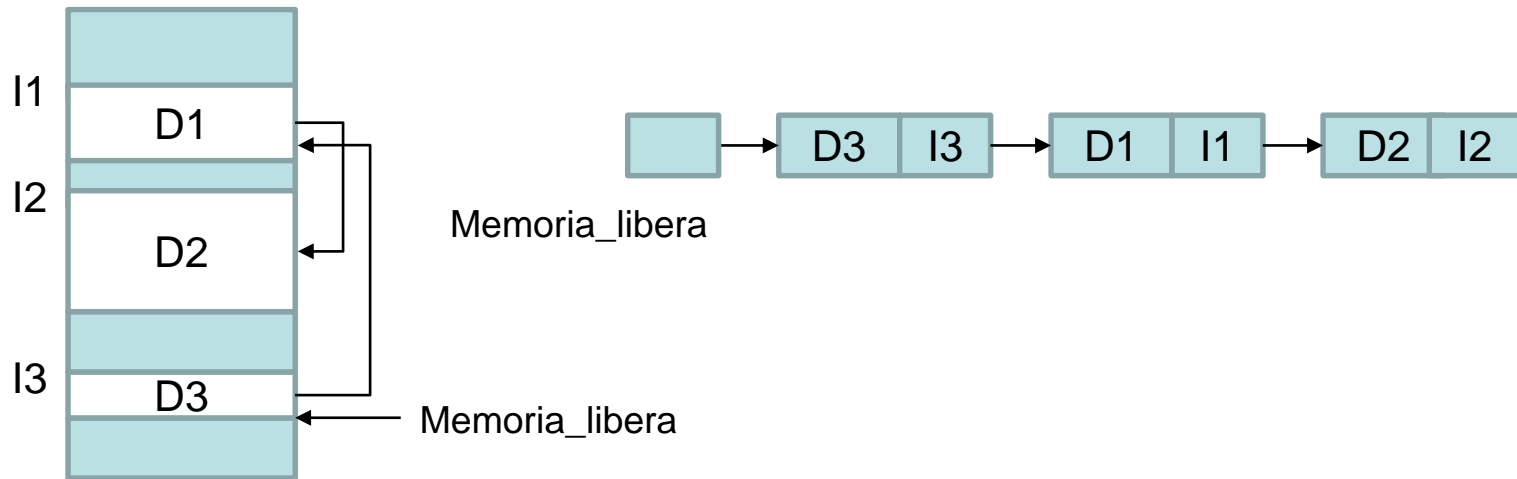 I1
D1
I2
D2
I3
D3
Memoria_libera
D3 I3 D1 I1 D2 I2
Memoria_libera